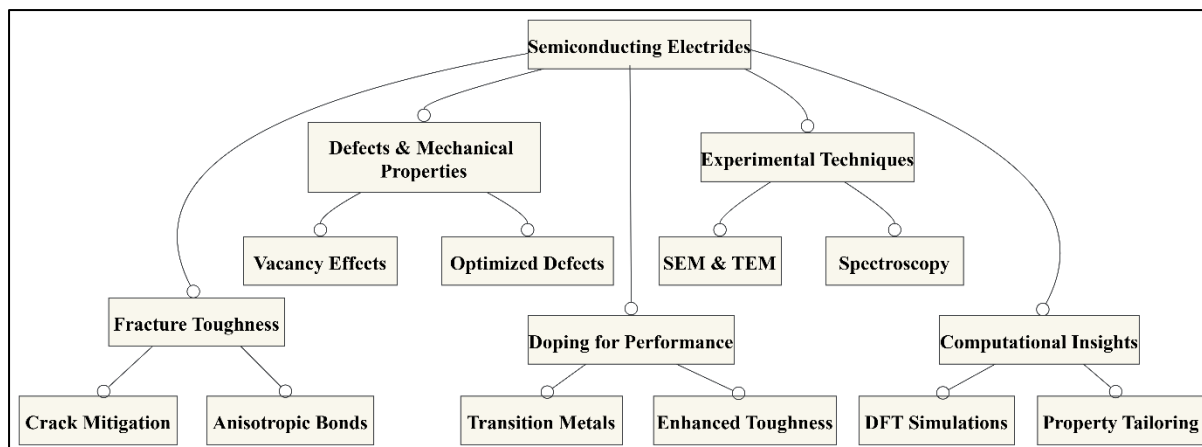 Semiconducting Electrides
Defects & Mechanical
Properties
Experimental Techniques
Vacancy Effects
Optimized Defects
SEM & TEM
Spectroscopy
Fracture Toughness
Doping for Performance
Computational Insights
Crack Mitigation
Anisotropic Bonds
Transition Metals
Enhanced Toughness
DFT Simulations
Property Tailoring